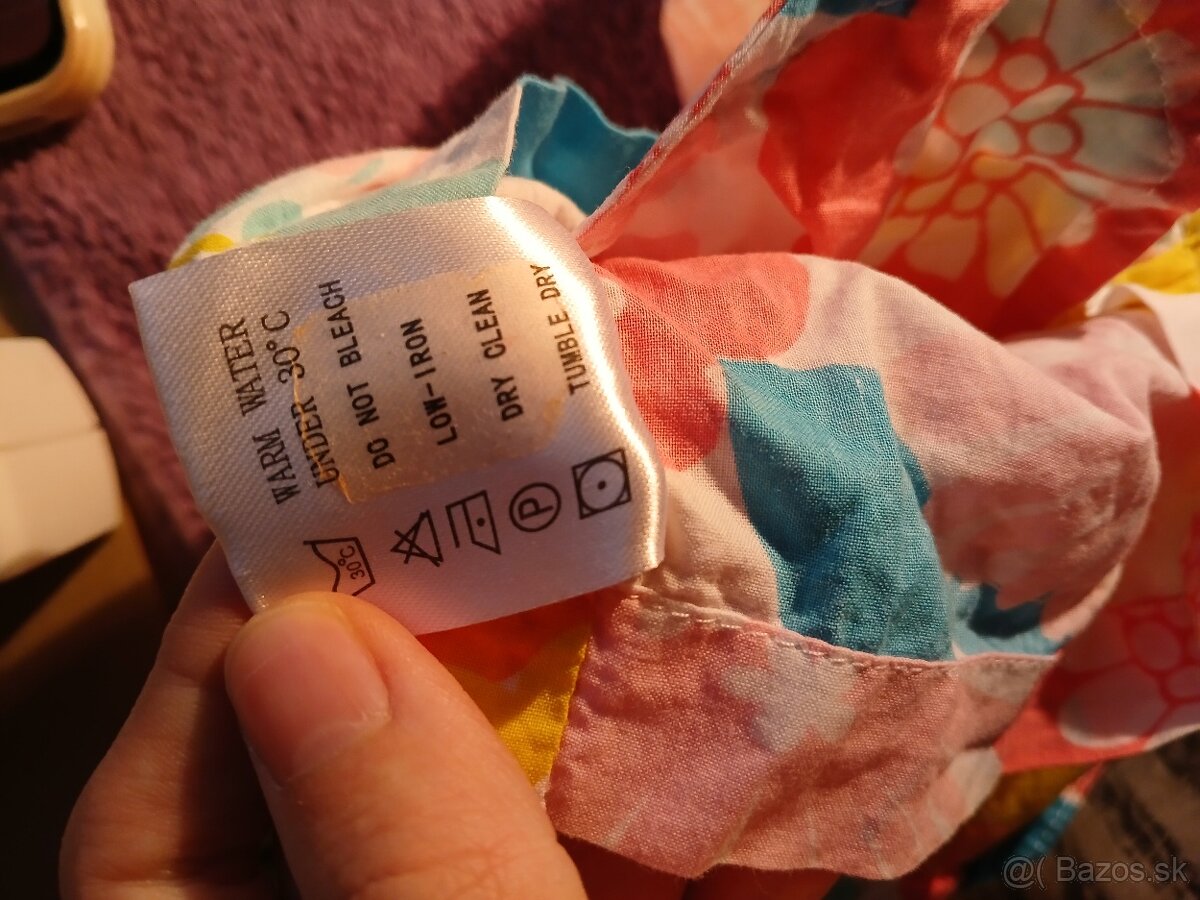 WARM WATER
UNDER 30°C
DO NOT BLEACH
LOW-IRON
DRY CLEAN
TUMBLE DRY
30°C
P
@( Bazos.sk